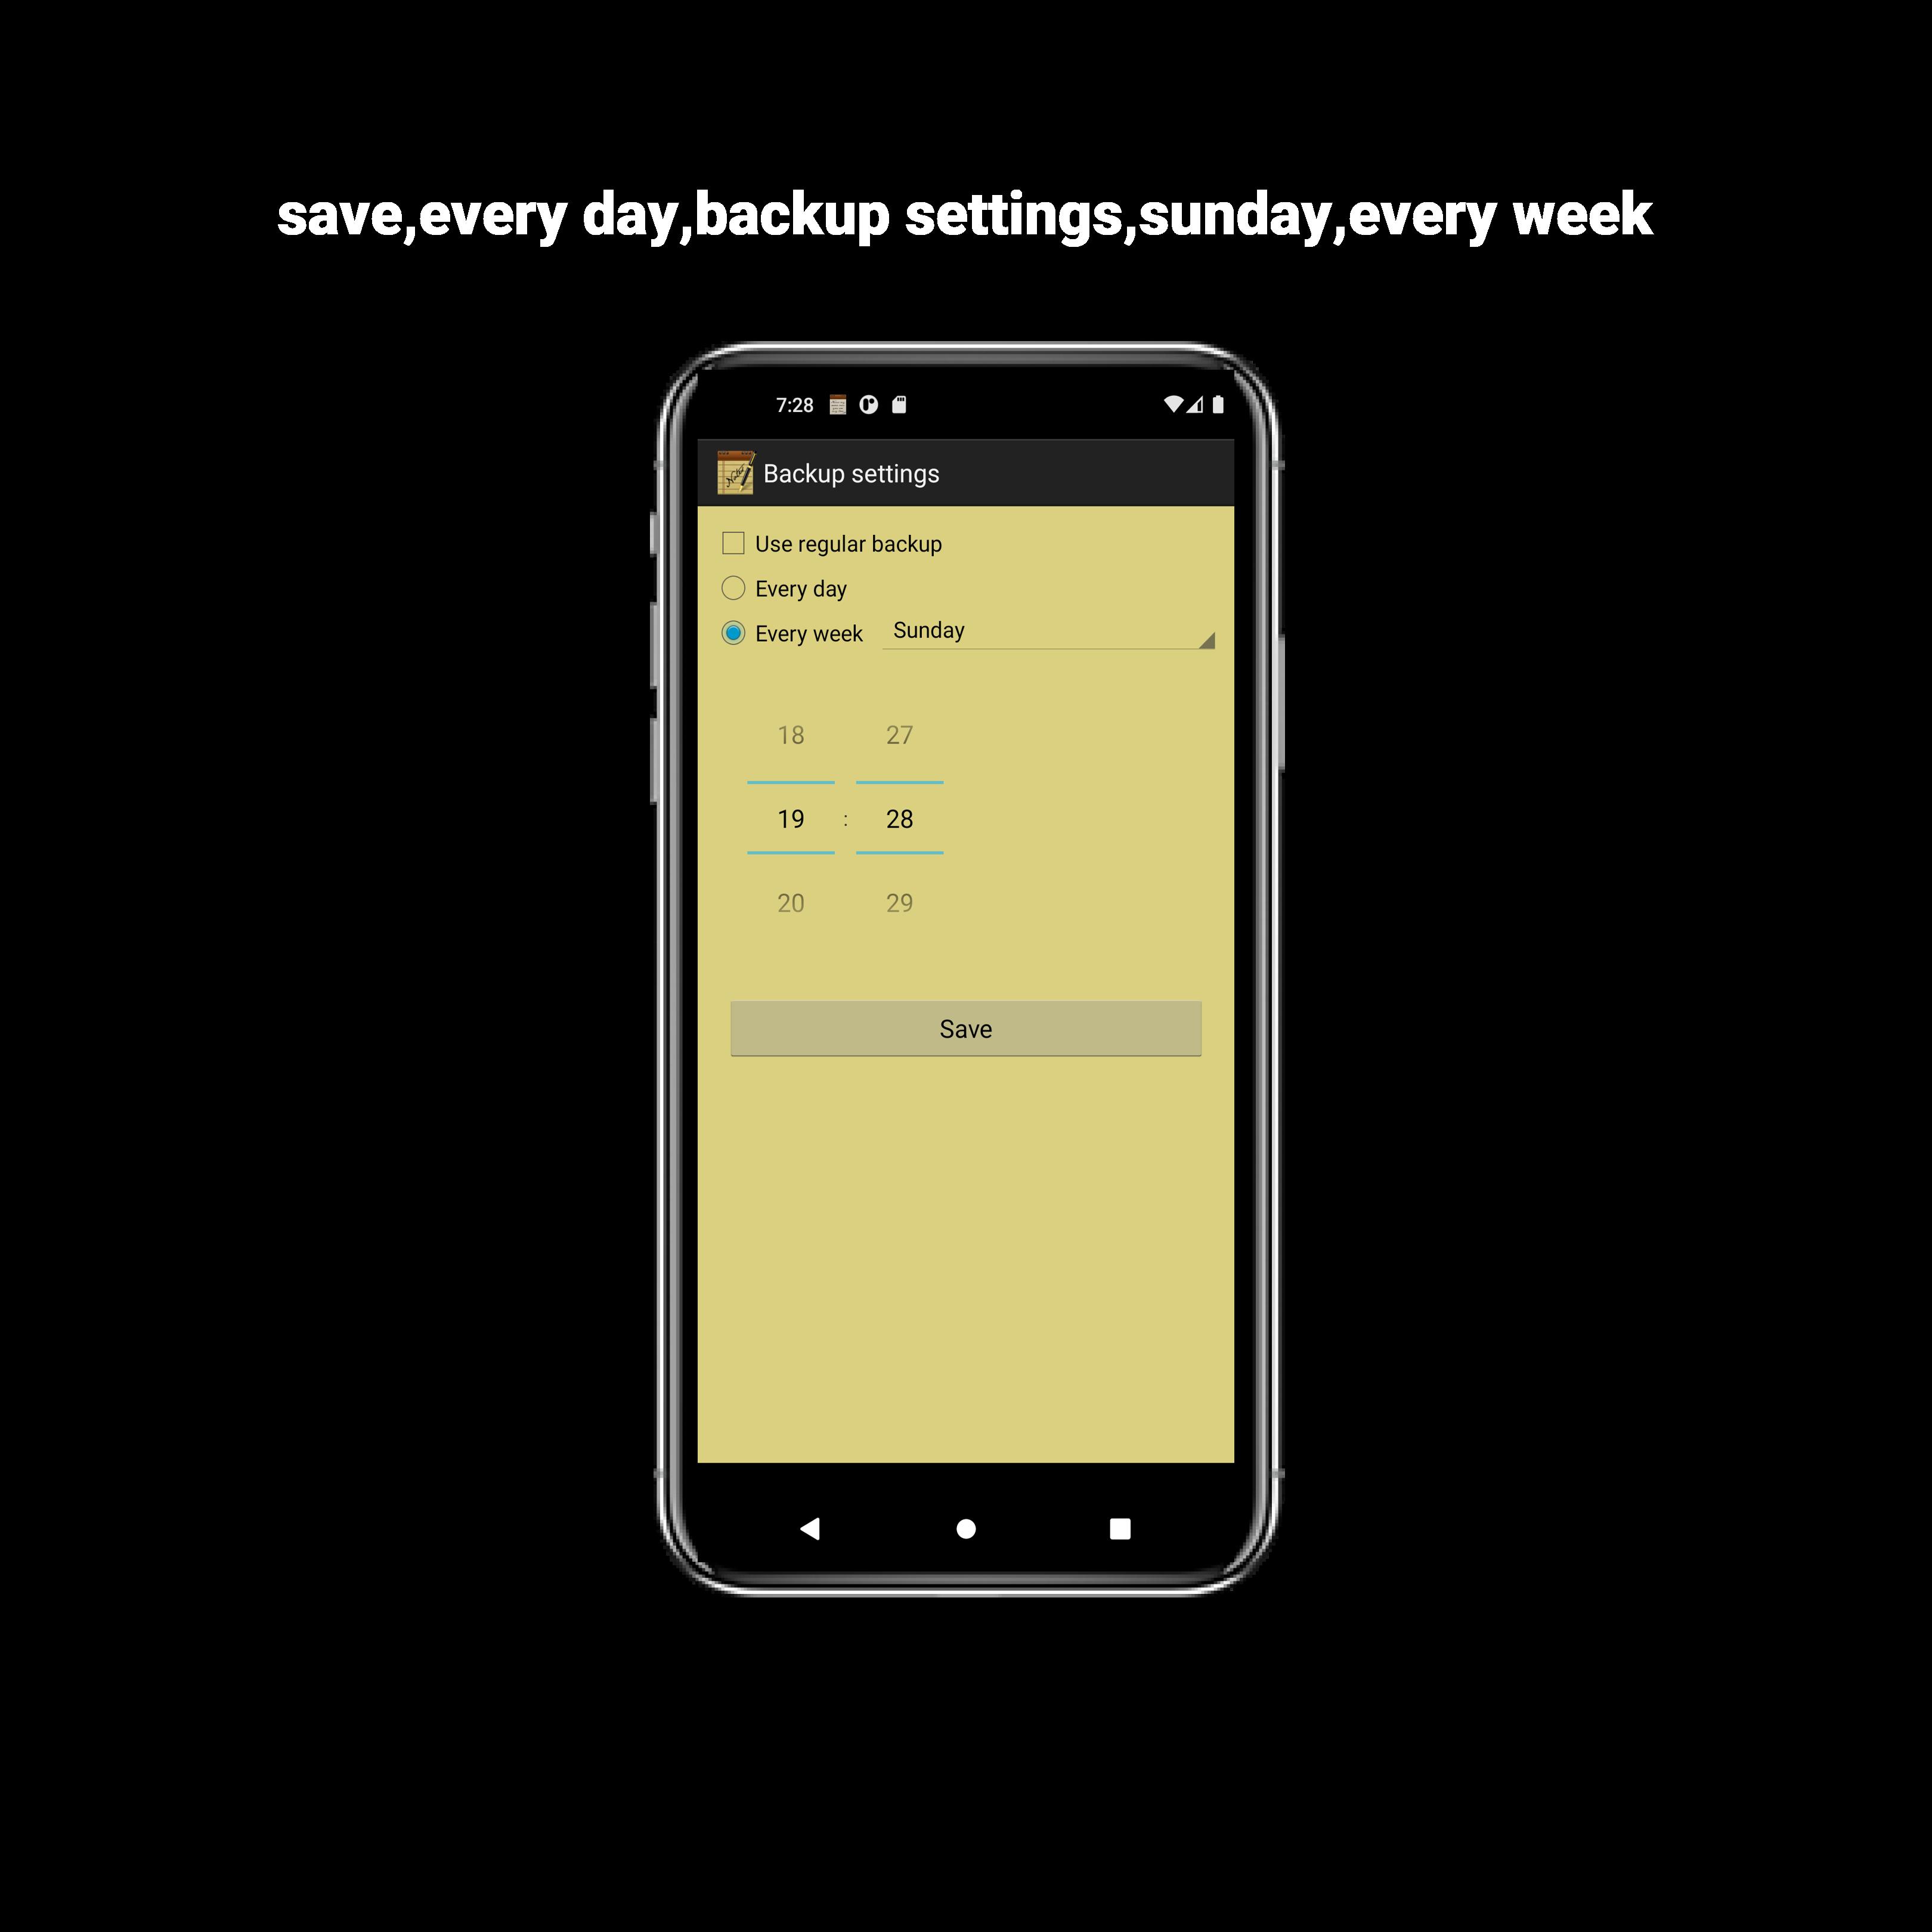 save,every day,backup settings,sunday,every week
7:28
Backup settings
Use regular backup
Every day
Every week Sunday
18 27
19 : 28
20 29
Save